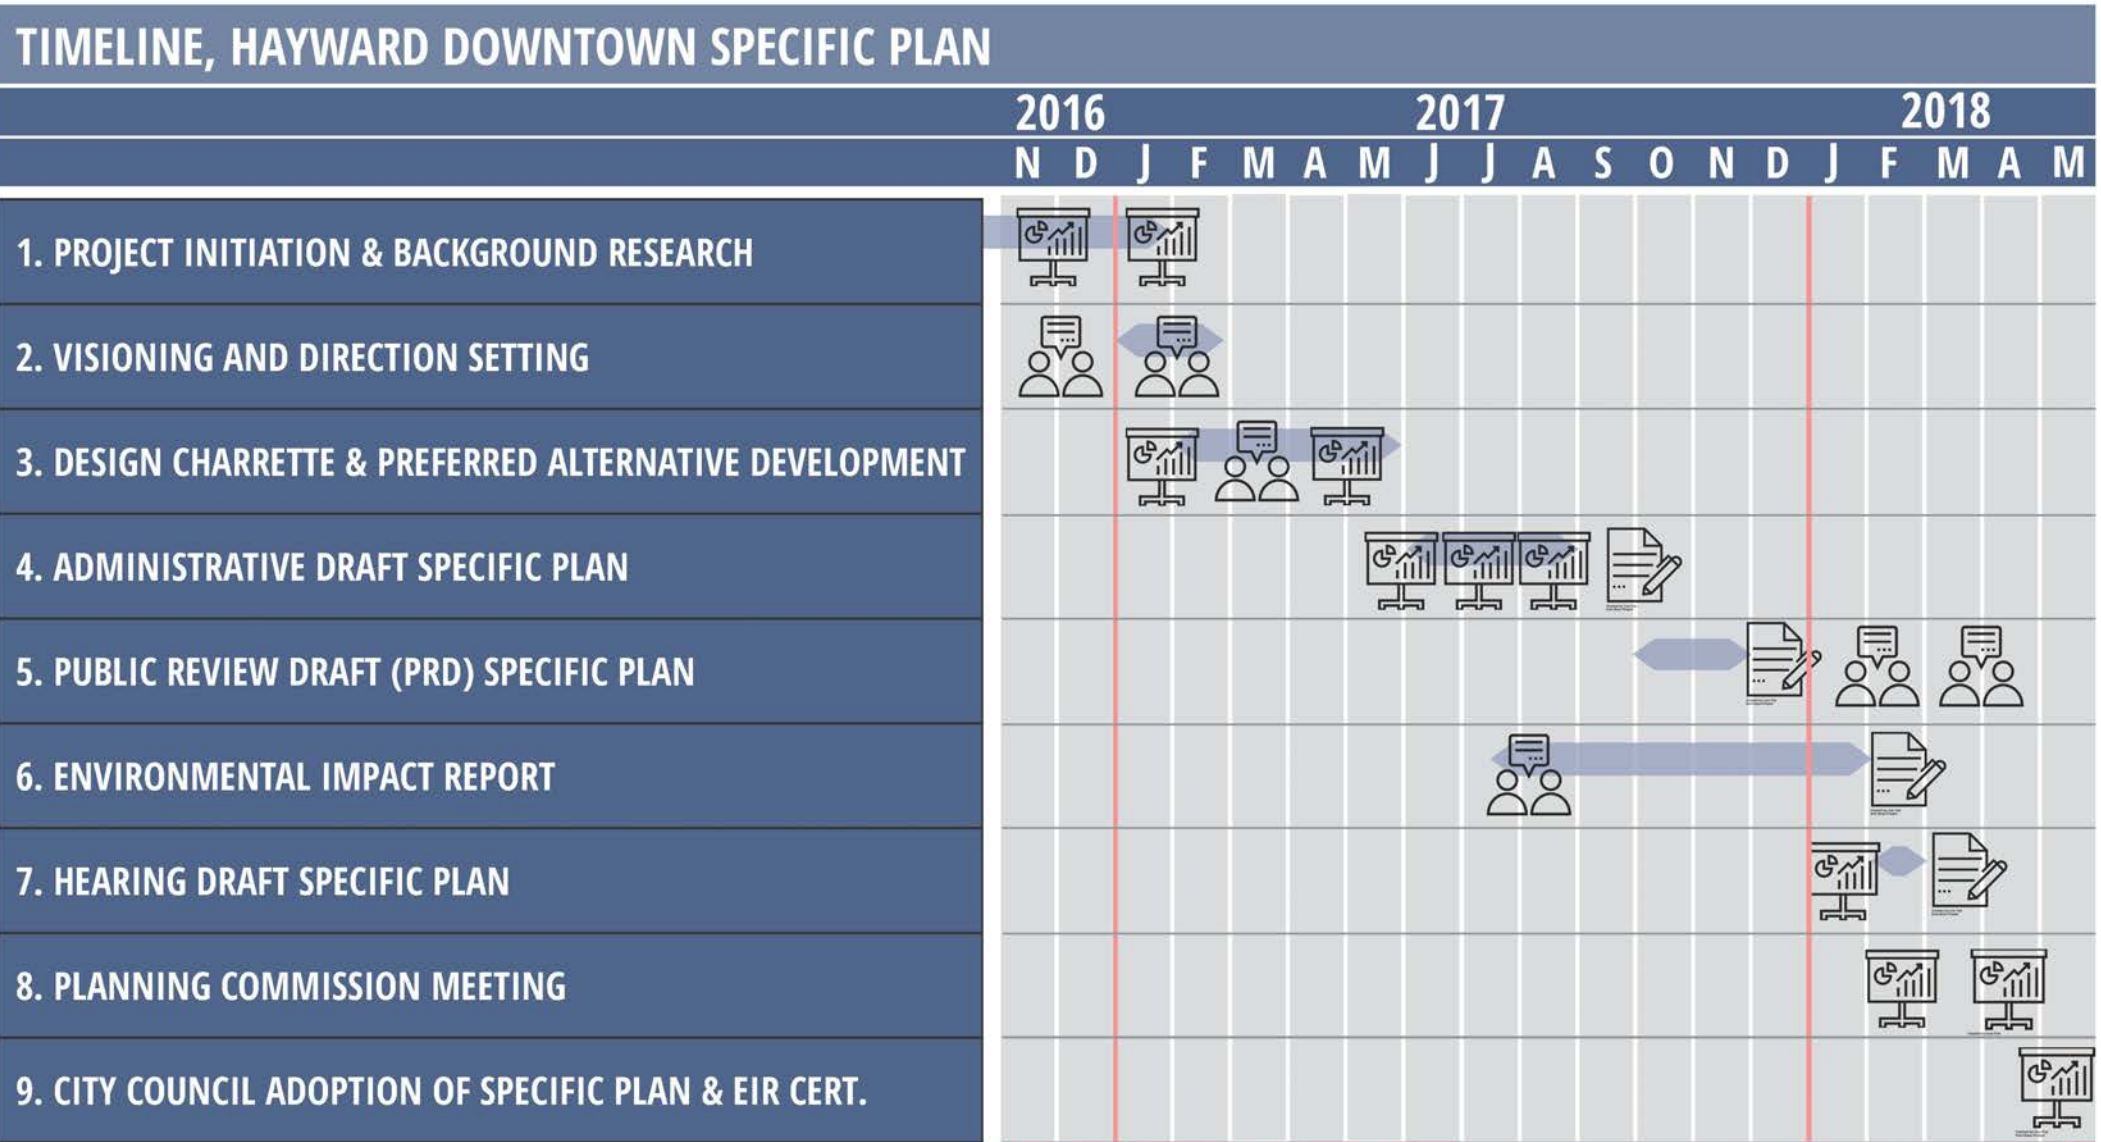 TIMELINE, HAYWARD DOWNTOWN SPECIFIC PLAN
2016 2017 2018
N D J F M A M J J A S O N D J F M A M
1. PROJECT INITIATION & BACKGROUND RESEARCH
2. VISIONING AND DIRECTION SETTING
3. DESIGN CHARRETTE & PREFERRED ALTERNATIVE DEVELOPMENT
4. ADMINISTRATIVE DRAFT SPECIFIC PLAN
5. PUBLIC REVIEW DRAFT (PRD) SPECIFIC PLAN
6. ENVIRONMENTAL IMPACT REPORT
7. HEARING DRAFT SPECIFIC PLAN
8. PLANNING COMMISSION MEETING
9. CITY COUNCIL ADOPTION OF SPECIFIC PLAN & EIR CERT.